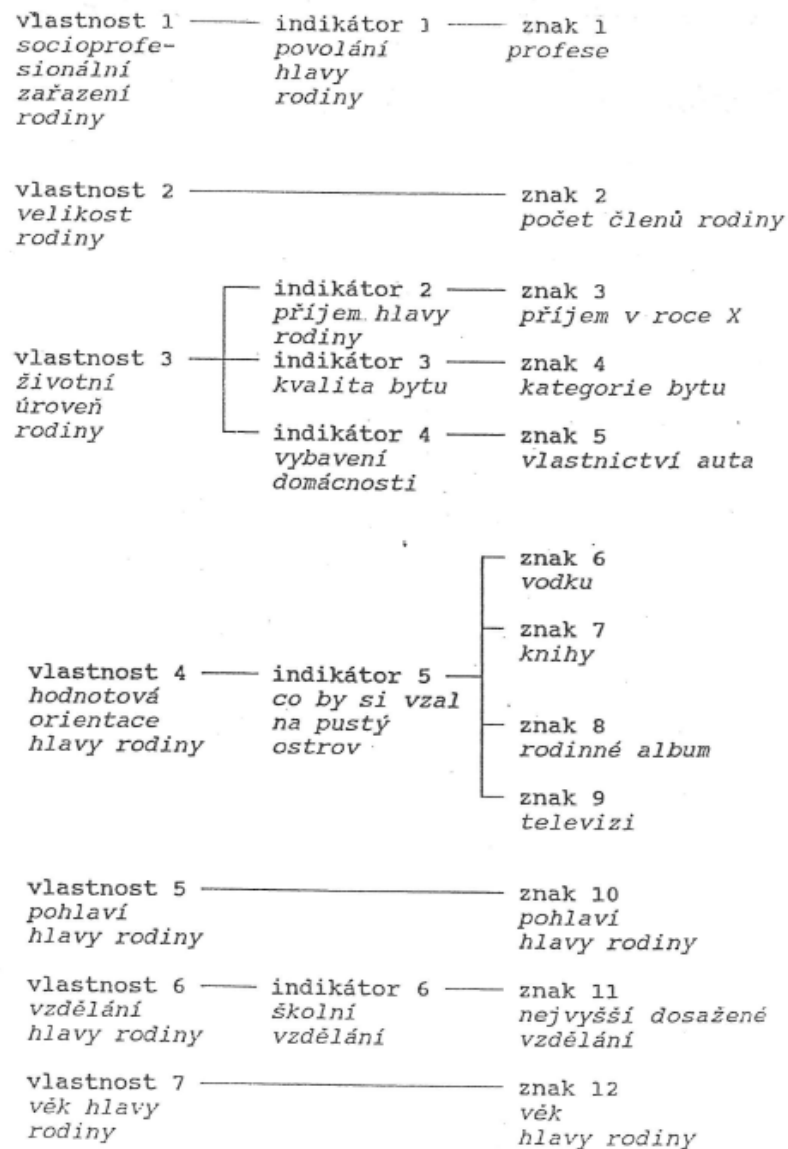 vlastnost 1 indikátor 1 znak 1
socioprofe- povolání profese
sionální hlavy
zařazení rodiny
rodiny
vlastnost 2 znak 2
velikost počet členů rodiny
rodiny
indikátor 2 znak 3
příjem hlavy příjem v roce X
rodiny
vlastnost 3 indikátor 3 znak 4
životní kvalita bytu kategorie bytu
úroveň
rodiny indikátor 4 znak 5
vybavení vlastnictví auta
domácnosti
znak 6
vodku
znak 7
knihy
vlastnost 4 indikátor 5
hodnotová co by si vzal
orientace na pustý znak 8
hlavy rodiny ostrov rodinné album
znak 9
televizi
vlastnost 5 znak 10
pohlaví pohlaví
hlavy rodiny hlavy rodiny
vlastnost 6 indikátor 6 znak 11
vzdělání školní nejvyšší dosažené
hlavy rodiny vzdělání vzdělání
vlastnost 7 znak 12
věk hlavy věk
rodiny hlavy rodiny